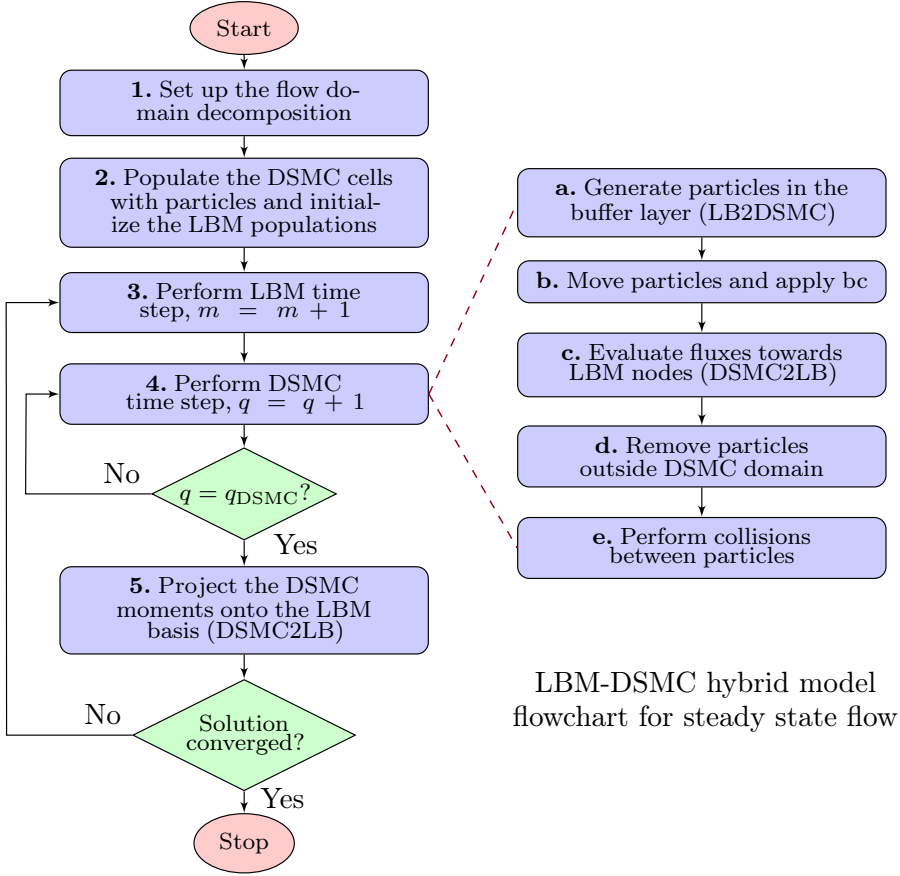 Start
1. Set up the flow do-
main decomposition
2. Populate the DSMC cells
with particles and initial-
ize the LBM populations
3. Perform LBM time
step, m = m + 1
4. Perform DSMC
time step, q = q + 1
No
q = qDSMC?
Yes
5. Project the DSMC
moments onto the LBM
basis (DSMC2LB)
No
Solution
converged?
Yes
Stop
a. Generate particles in the
buffer layer (LB2DSMC)
b. Move particles and apply bc
c. Evaluate fluxes towards
LBM nodes (DSMC2LB)
d. Remove particles
outside DSMC domain
e. Perform collisions
between particles
LBM-DSMC hybrid model
flowchart for steady state flow